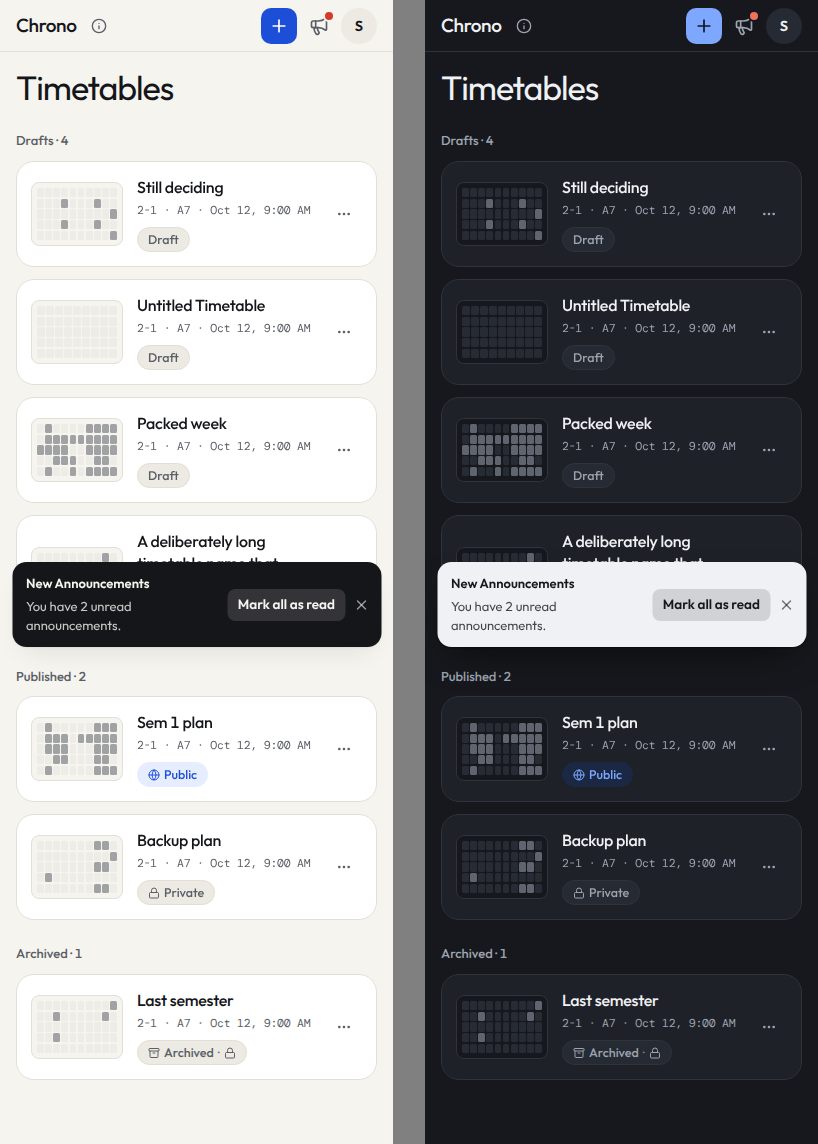 Chrono
S
Timetables
Drafts · 4
Still deciding
2-1 · A7 · Oct 12, 9:00 AM
Draft
Untitled Timetable
2-1 · A7 · Oct 12, 9:00 AM
Draft
Packed week
2-1 · A7 · Oct 12, 9:00 AM
Draft
A deliberately long
timetable name that
New Announcements
You have 2 unread
announcements.
Mark all as read
Published · 2
Sem 1 plan
2-1 · A7 · Oct 12, 9:00 AM
Public
Backup plan
2-1 · A7 · Oct 12, 9:00 AM
Private
Archived · 1
Last semester
2-1 · A7 · Oct 12, 9:00 AM
Archived ·
Chrono
S
Timetables
Drafts · 4
Still deciding
2-1 · A7 · Oct 12, 9:00 AM
Draft
Untitled Timetable
2-1 · A7 · Oct 12, 9:00 AM
Draft
Packed week
2-1 · A7 · Oct 12, 9:00 AM
Draft
A deliberately long
timetable name that
New Announcements
You have 2 unread
announcements.
Mark all as read
Published · 2
Sem 1 plan
2-1 · A7 · Oct 12, 9:00 AM
Public
Backup plan
2-1 · A7 · Oct 12, 9:00 AM
Private
Archived · 1
Last semester
2-1 · A7 · Oct 12, 9:00 AM
Archived ·